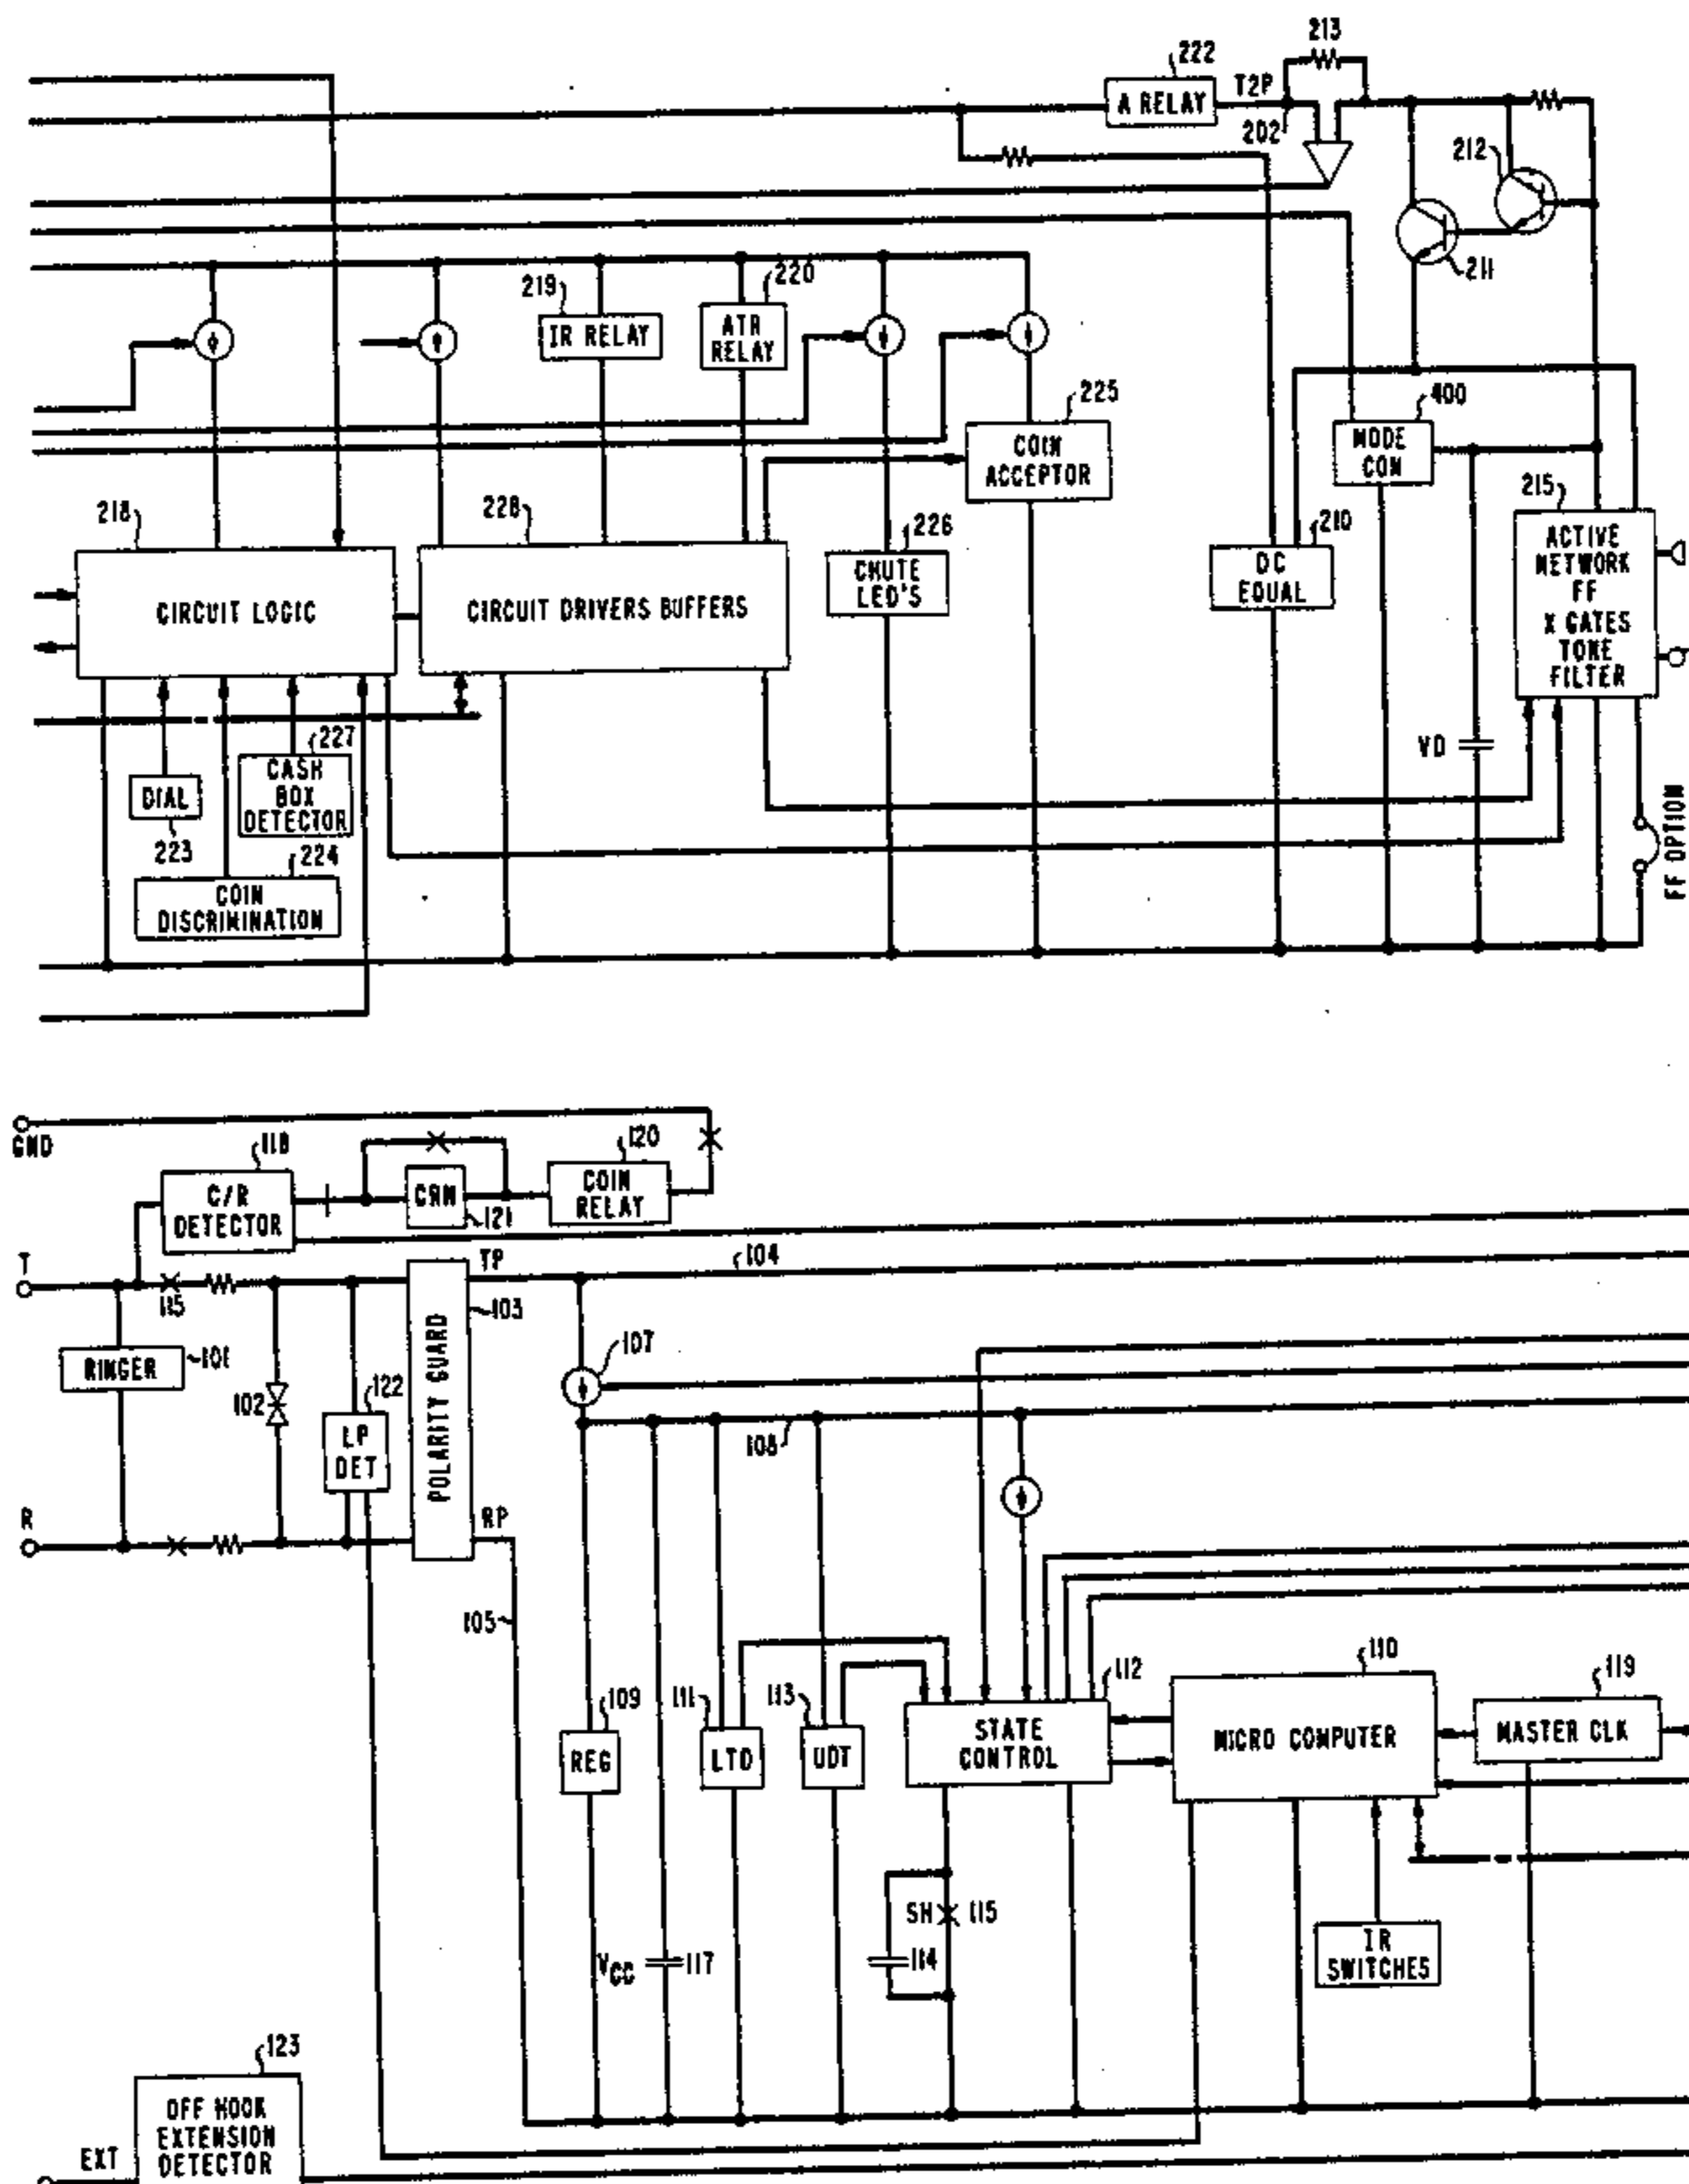 213
222
A RELAY
T2P
202
212
211
219
220
IR RELAY
ATR
RELAY
225
400
COIN
ACCEPTOR
MODE
CON
215
218
228
226
210
CIRCUIT LOGIC
CIRCUIT DRIVERS BUFFERS
CHUTE
LED'S
DC
EQUAL
ACTIVE
NETWORK
FF
X GATES
TONE
FILTER
227
CASH
BOX
DETECTOR
DIAL
223
224
COIN
DISCRIMINATION
VD
FF OPTION
GND
118
120
C/R
DETECTOR
CRM
121
COIN
RELAY
T
TP
104
115
103
RINGER
101
107
102
122
LP
DET
POLARITY GUARD
108
R
RP
105
110
112
119
109
111
113
REG
LTD
UDT
STATE
CONTROL
MICRO COMPUTER
MASTER CLK
SH
115
114
VCC
117
IR
SWITCHES
123
OFF HOOK
EXTENSION
DETECTOR
EXT